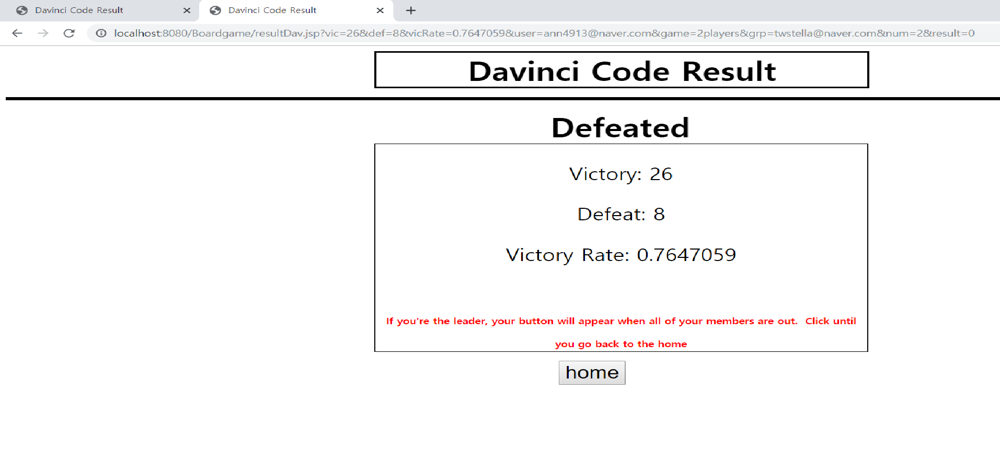 Davinci Code Result
Davinci Code Result
localhost:8080/Boardgame/resultDav.jsp?vic=26&def=8&vicRate=0.7647059&user=ann4913@naver.com&game=2players&grp=twstella@naver.com&num=2&result=0
Davinci Code Result
Defeated
Victory: 26
Defeat: 8
Victory Rate: 0.7647059
If you're the leader, your button will appear when all of your members are out. Click until
you go back to the home
home